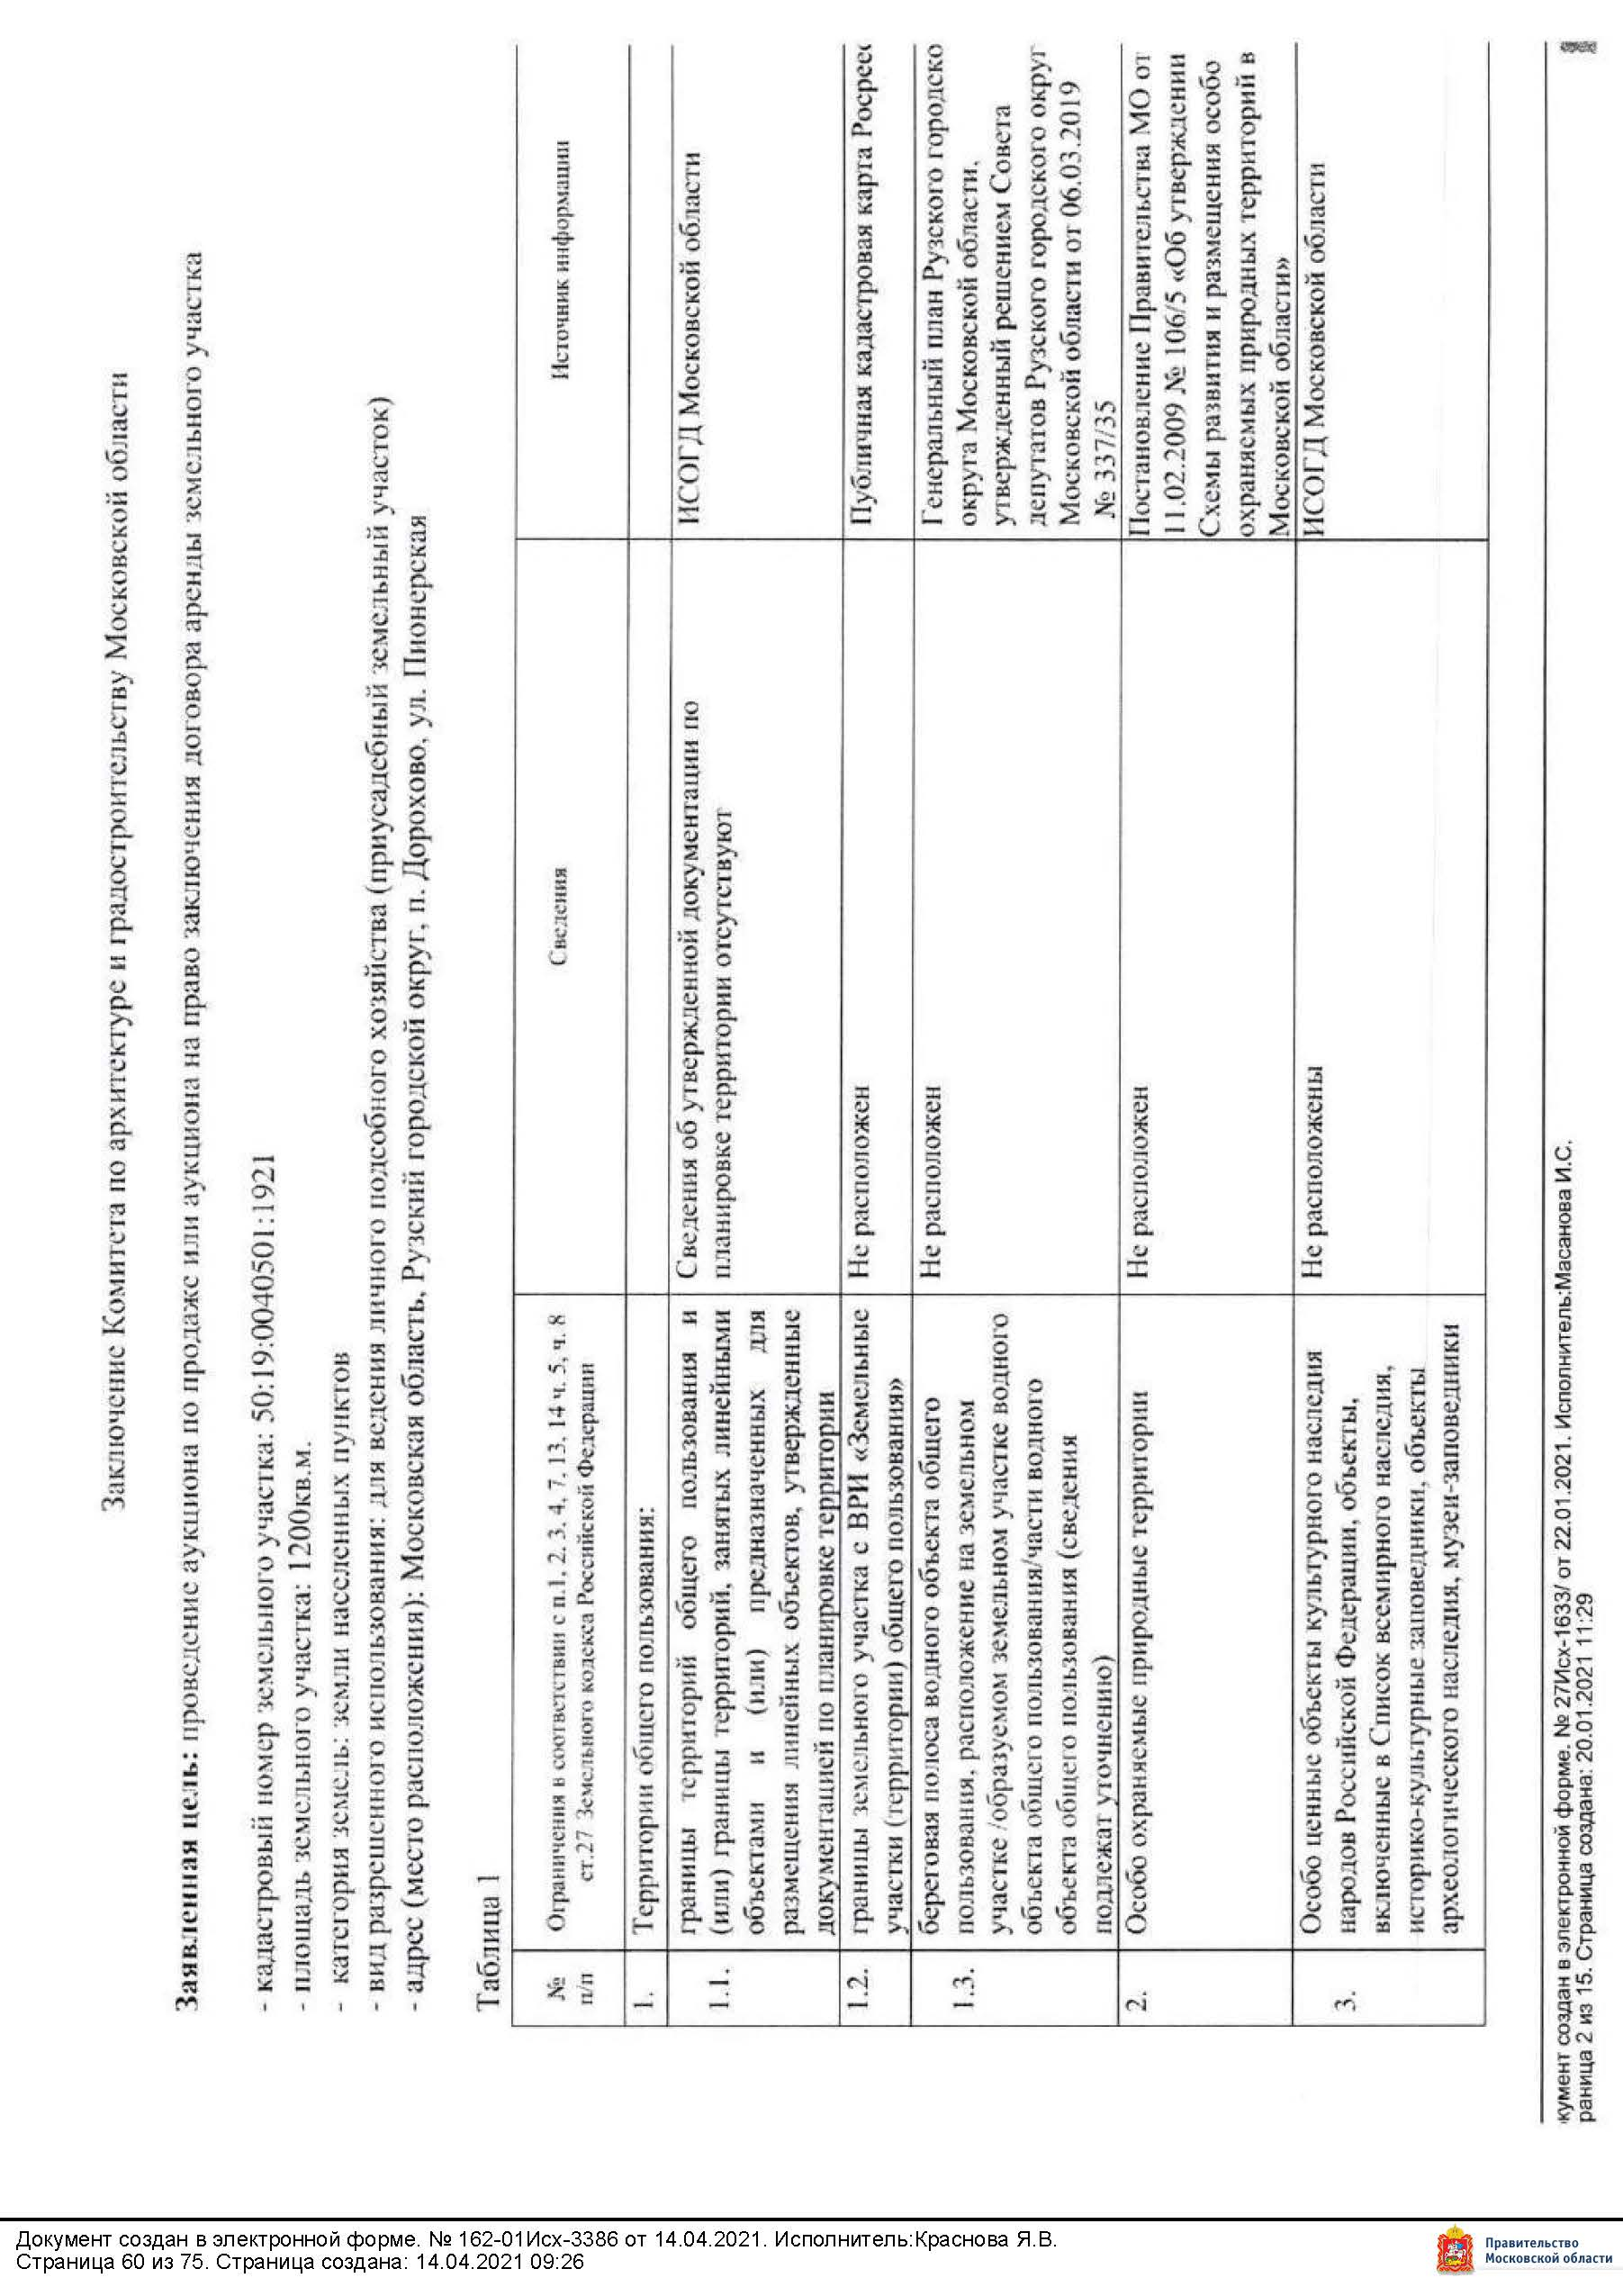 Заключение Комитета по архитектуре и градостроительству Московской области
Заявленная цель: проведение аукциона по продаже или аукциона на право заключения договора аренды земельного участка
- кадастровый номер земельного участка: 50:19:0040501:1921
- площадь земельного участка: 1200кв.м.
- категория земель: земли населенных пунктов
- вид разрешенного использования: для ведения личного подсобного хозяйства (приусадебный земельный участок)
- адрес (место расположения): Московская область, Рузский городской округ, п. Дорохово, ул. Пионерская
Таблица 1
№
п/п
Ограничения в соответствии с п.1, 2, 3, 4, 7, 13, 14 ч. 5, ч. 8
ст.27 Земельного кодекса Российской Федерации
Сведения
Источник информации
1.
Территории общего пользования:
1.1.
границы территорий общего пользования и
(или) границы территорий, занятых линейными
объектами и (или) предназначенных для
размещения линейных объектов, утвержденные
документацией по планировке территории
Сведения об утвержденной документации по
планировке территории отсутствуют
ИСОГД Московской области
1.2.
границы земельного участка с ВРИ «Земельные
участки (территории) общего пользования»
Не расположен
Публичная кадастровая карта Росреес
1.3.
береговая полоса водного объекта общего
пользования, расположение на земельном
участке /образуемом земельном участке водного
объекта общего пользования/части водного
объекта общего пользования (сведения
подлежат уточнению)
Не расположен
Генеральный план Рузского городско
округа Московской области,
утвержденный решением Совета
депутатов Рузского городского округ
Московской области от 06.03.2019
№ 337/35
2.
Особо охраняемые природные территории
Не расположен
Постановление Правительства МО от
11.02.2009 № 106/5 «Об утверждении
Схемы развития и размещения особо
охраняемых природных территорий в
Московской области»
3.
Особо ценные объекты культурного наследия
народов Российской Федерации, объекты,
включенные в Список всемирного наследия,
историко-культурные заповедники, объекты
археологического наследия, музеи-заповедники
Не расположены
ИСОГД Московской области
кумент создан в электронной форме. № 27Исх-1633/ от 22.01.2021. Исполнитель:Масанова И.С.
раница 2 из 15. Страница создана: 20.01.2021 11:29
Документ создан в электронной форме. № 162-01Исх-3386 от 14.04.2021. Исполнитель:Краснова Я.В.
Страница 60 из 75. Страница создана: 14.04.2021 09:26
Правительство
Московской области